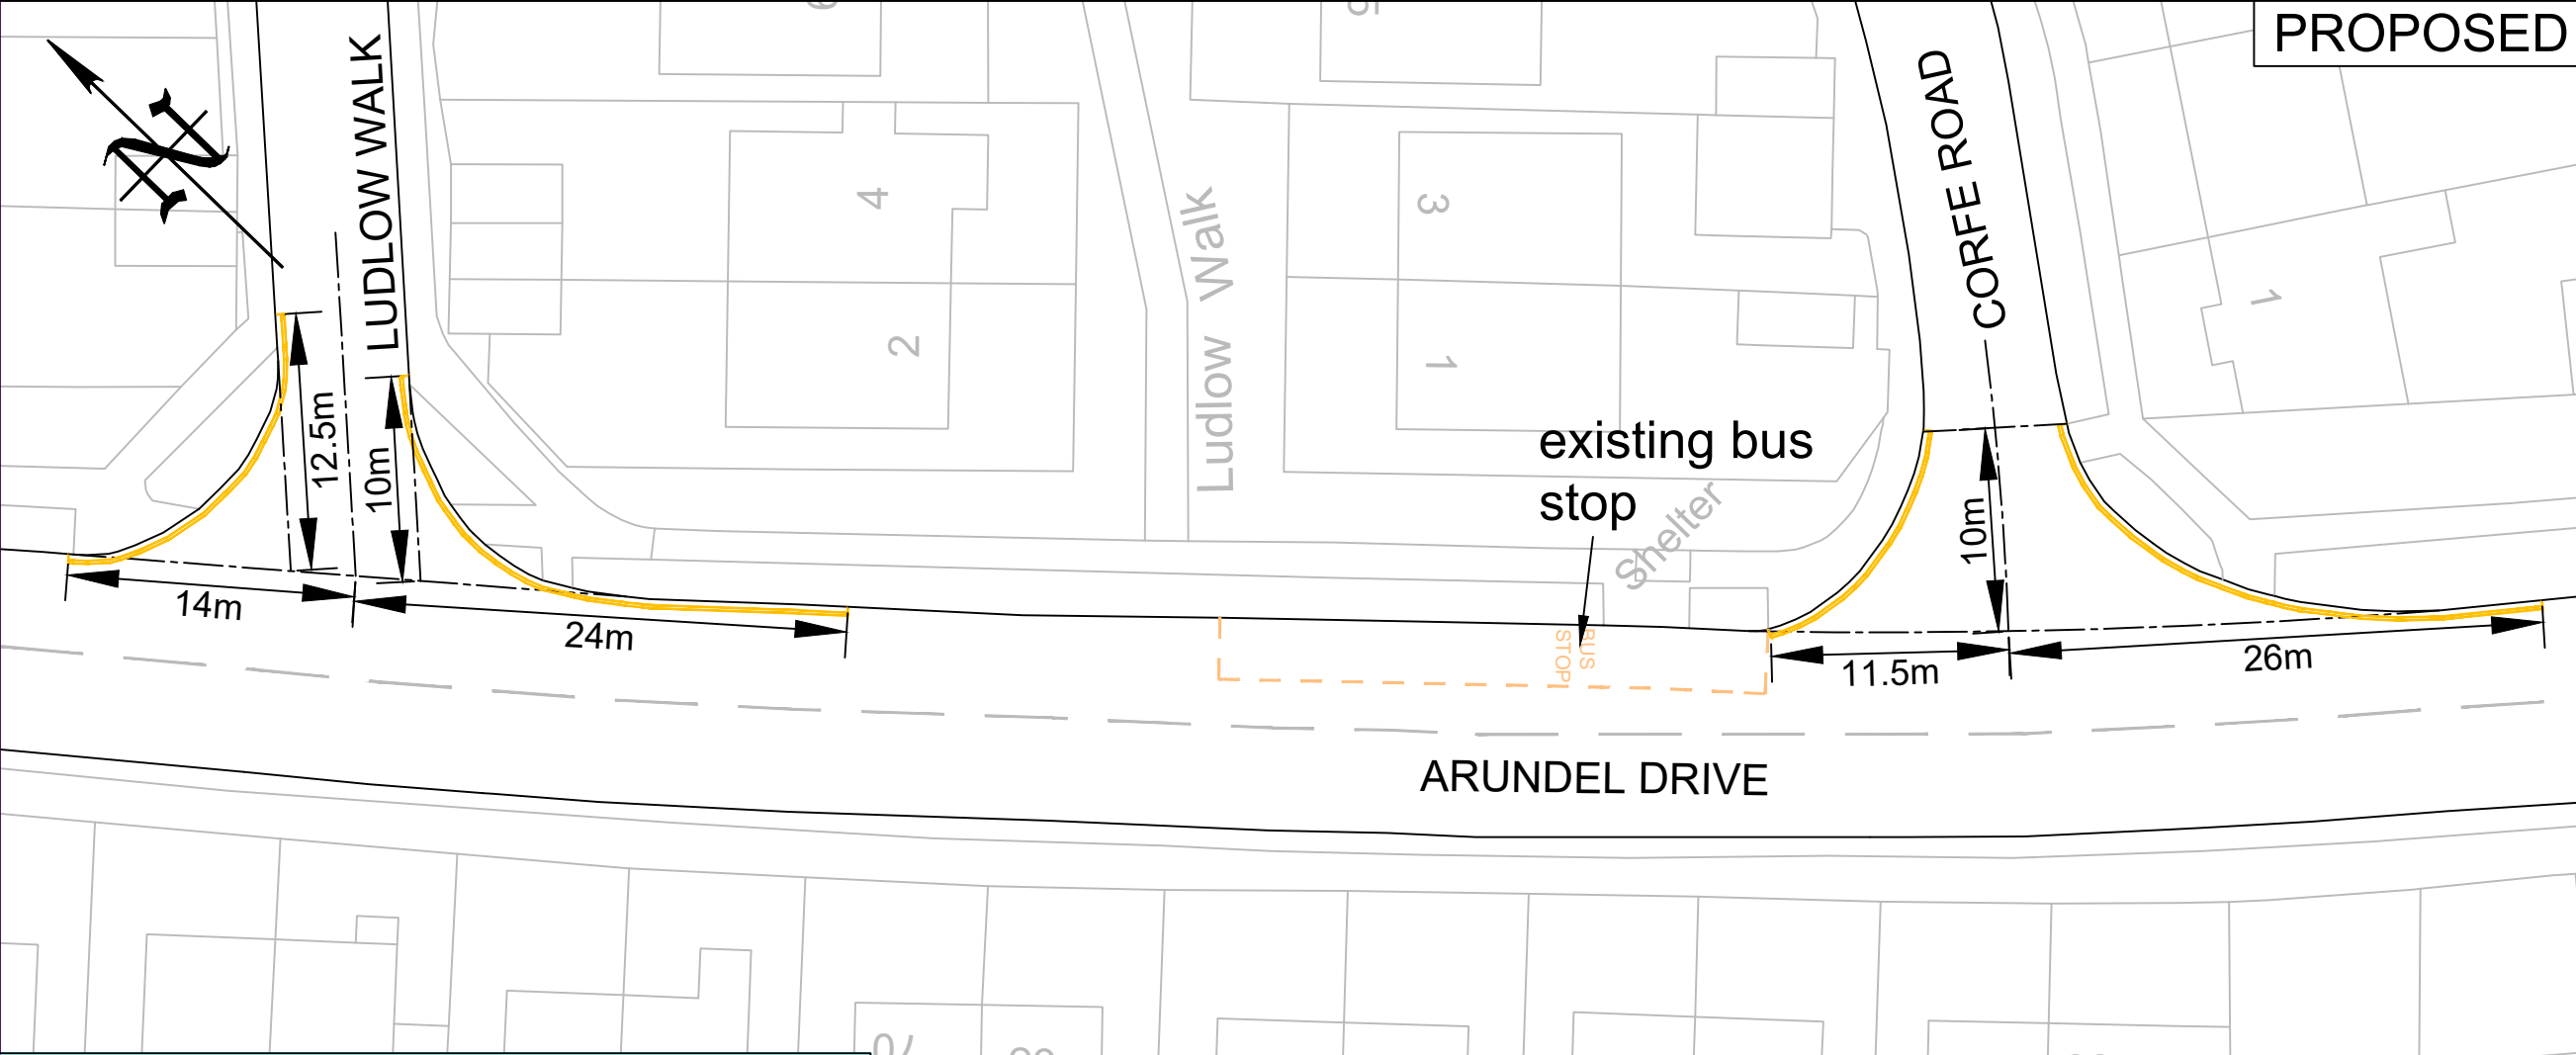 PROPOSED
LUDLOW WALK
CORFE ROAD
N
4
3
2
1
1
Ludlow Walk
existing bus
stop
Shelter
12.5m
10m
10m
BUS
STOP
14m
24m
11.5m
26m
ARUNDEL DRIVE
70